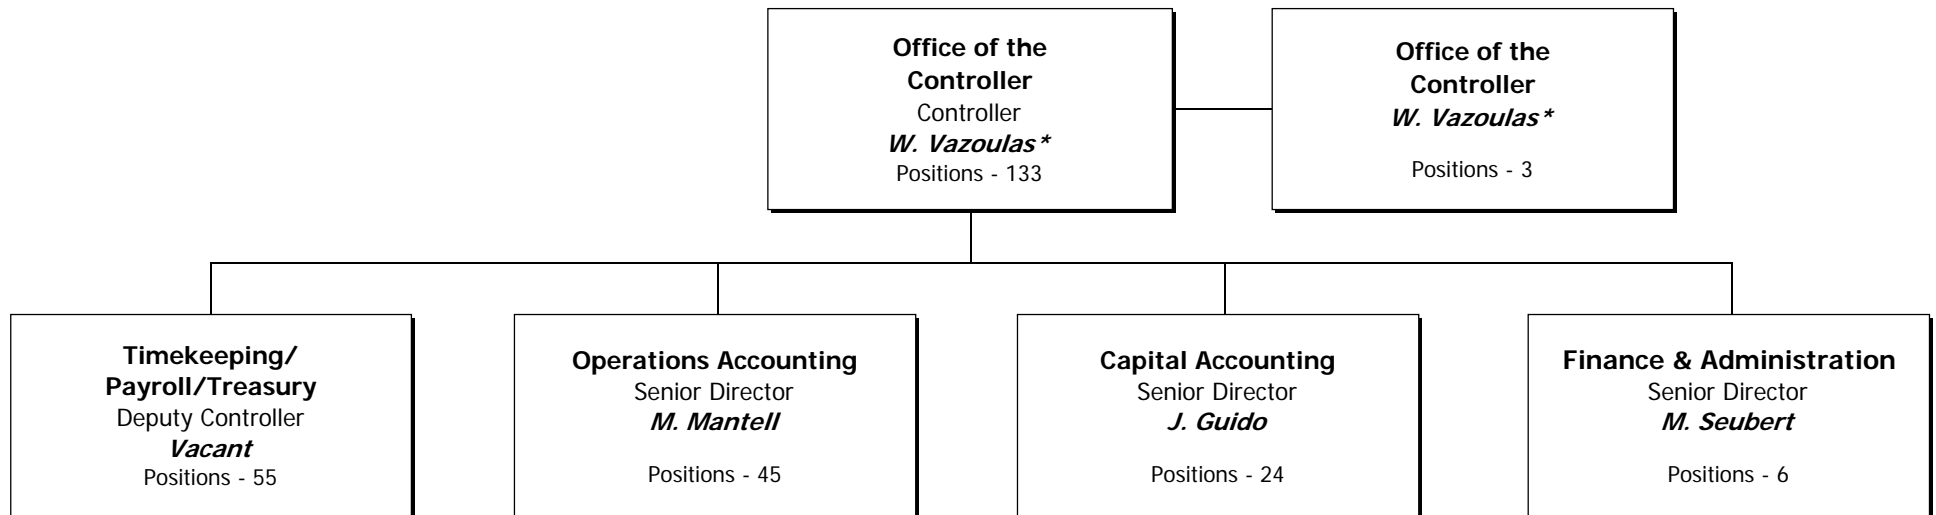 Office of the
Controller
Controller
W. Vazoulas*
Positions - 133
Office of the
Controller
W. Vazoulas*
Positions - 3
Timekeeping/
Payroll/Treasury
Deputy Controller
Vacant
Positions - 55
Operations Accounting
Senior Director
M. Mantell
Positions - 45
Capital Accounting
Senior Director
J. Guido
Positions - 24
Finance & Administration
Senior Director
M. Seubert
Positions - 6